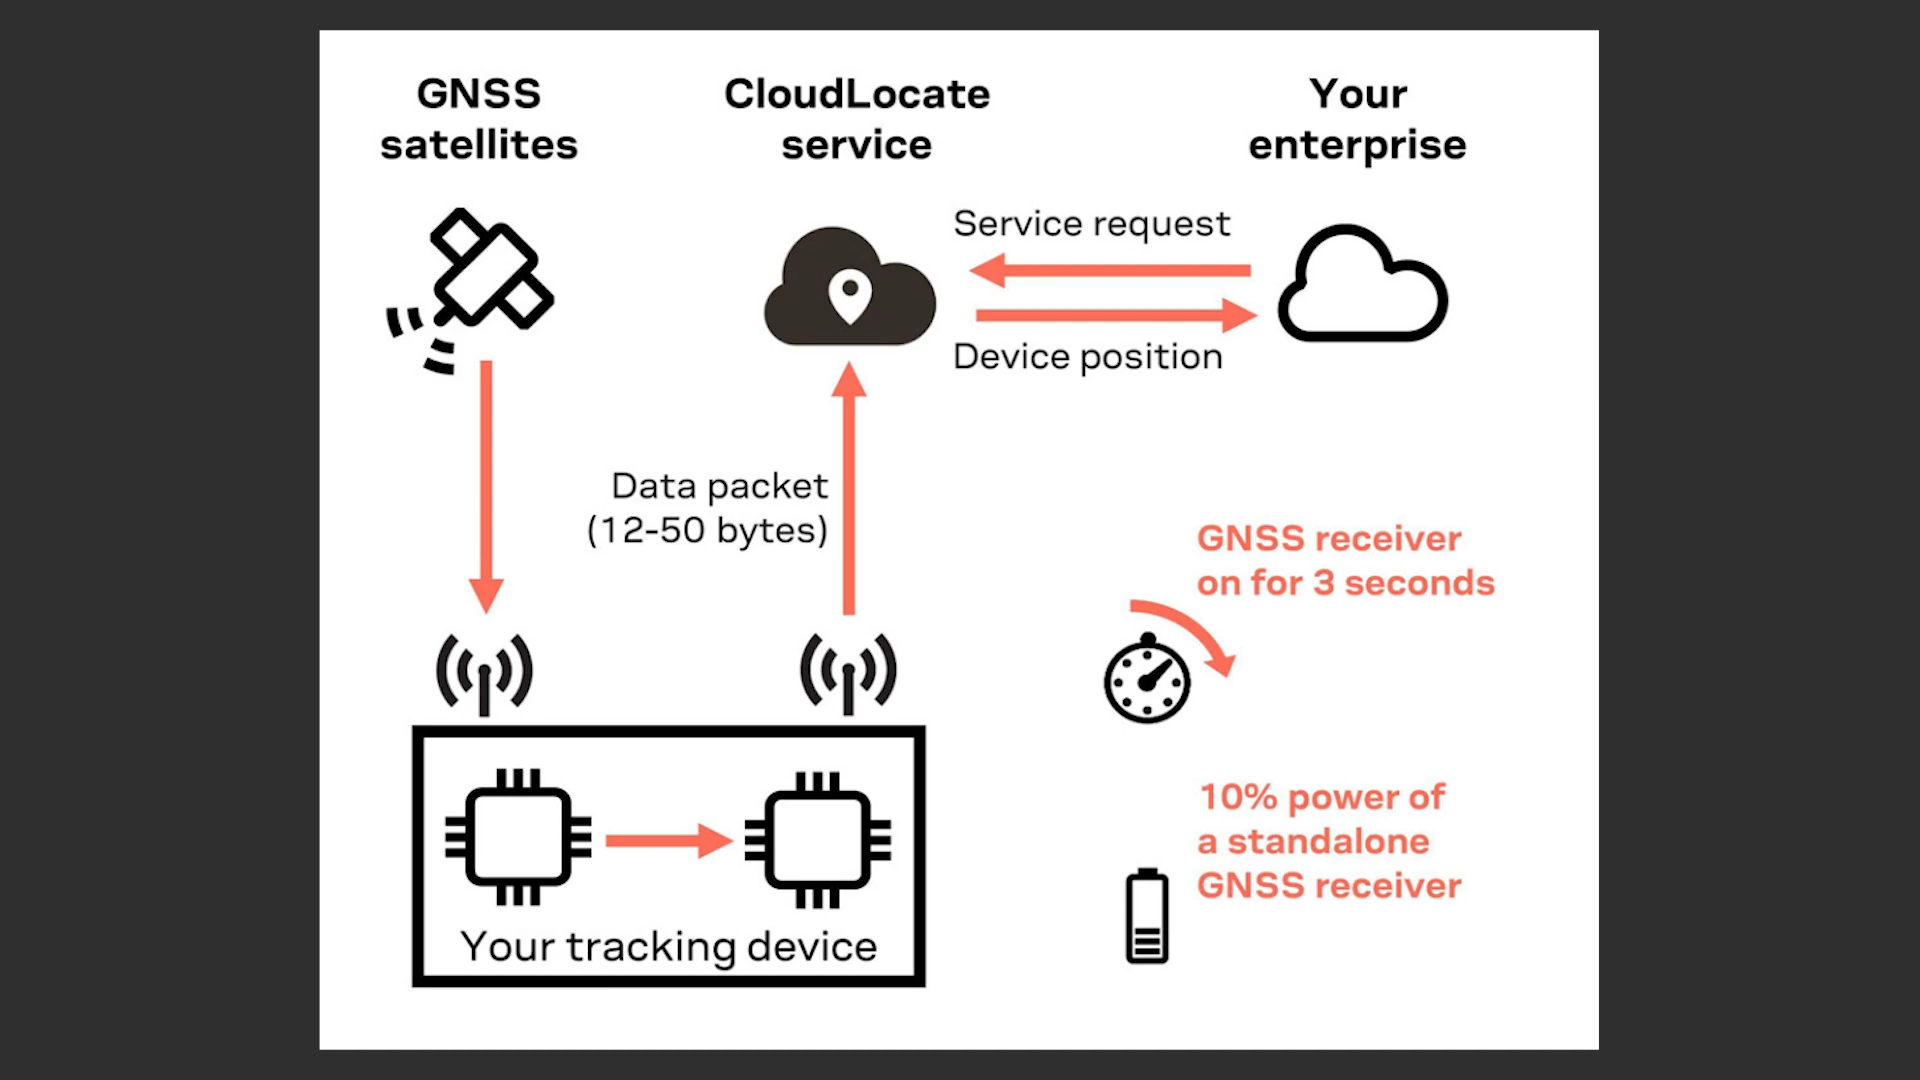 GNSS
satellites
CloudLocate
service
Your
enterprise
Service request
Device position
Data packet
(12-50 bytes)
GNSS receiver
on for 3 seconds
10% power of
a standalone
GNSS receiver
Your tracking device